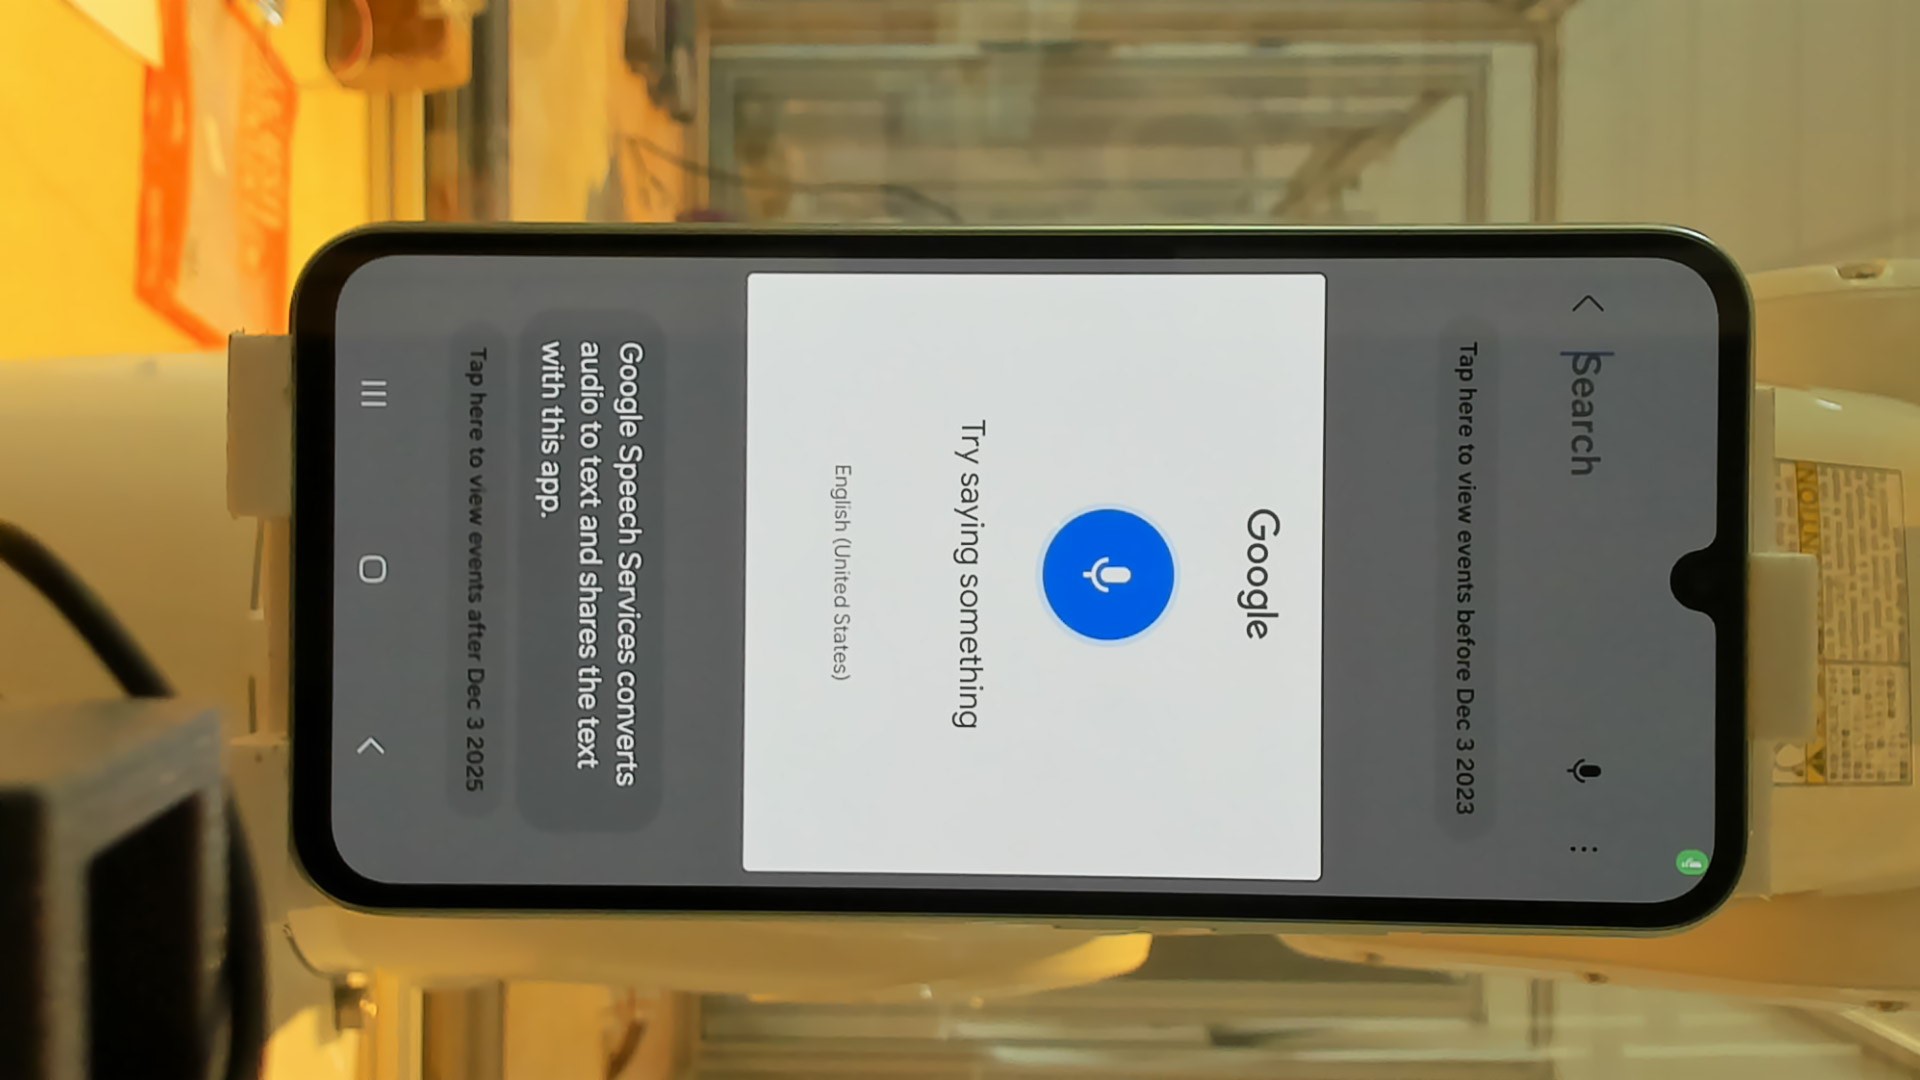 Search
Tap here to view events before Dec 3 2023
Google
Try saying something
English (United States)
Google Speech Services converts
audio to text and shares the text
with this app.
Tap here to view events after Dec 3 2025